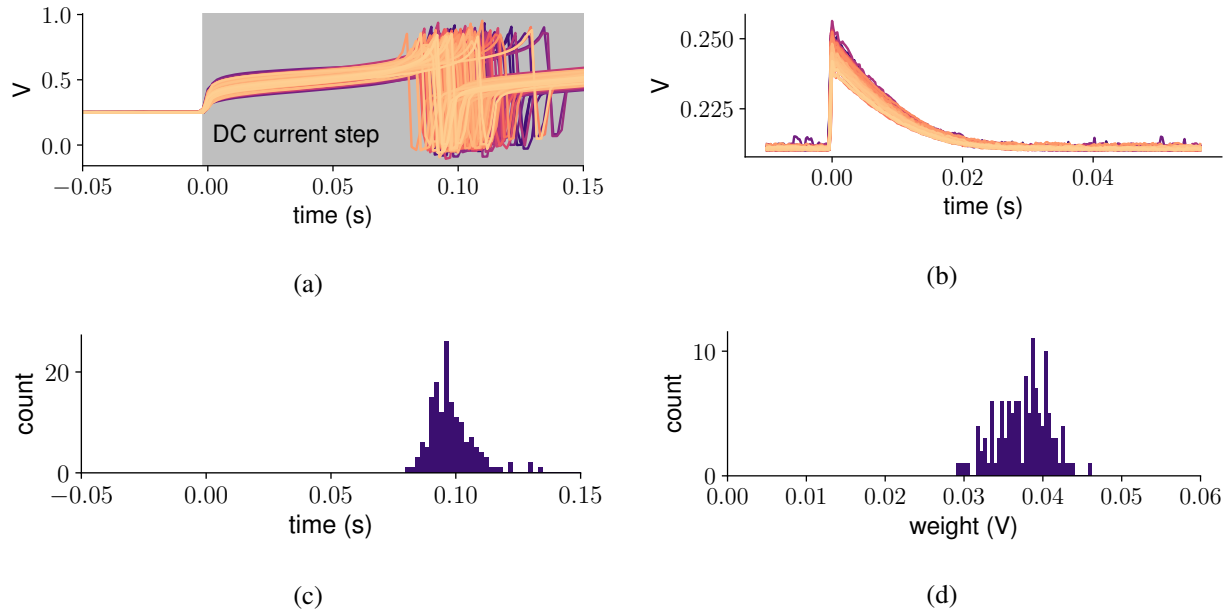 1.0
0.5
0.0
V
DC current step
−0.05 0.00 0.05 0.10 0.15
time (s)
(a)
0.250
0.225
V
0.00 0.02 0.04
time (s)
(b)
20
0
count
−0.05 0.00 0.05 0.10 0.15
time (s)
(c)
10
0
count
0.00 0.01 0.02 0.03 0.04 0.05 0.06
weight (V)
(d)